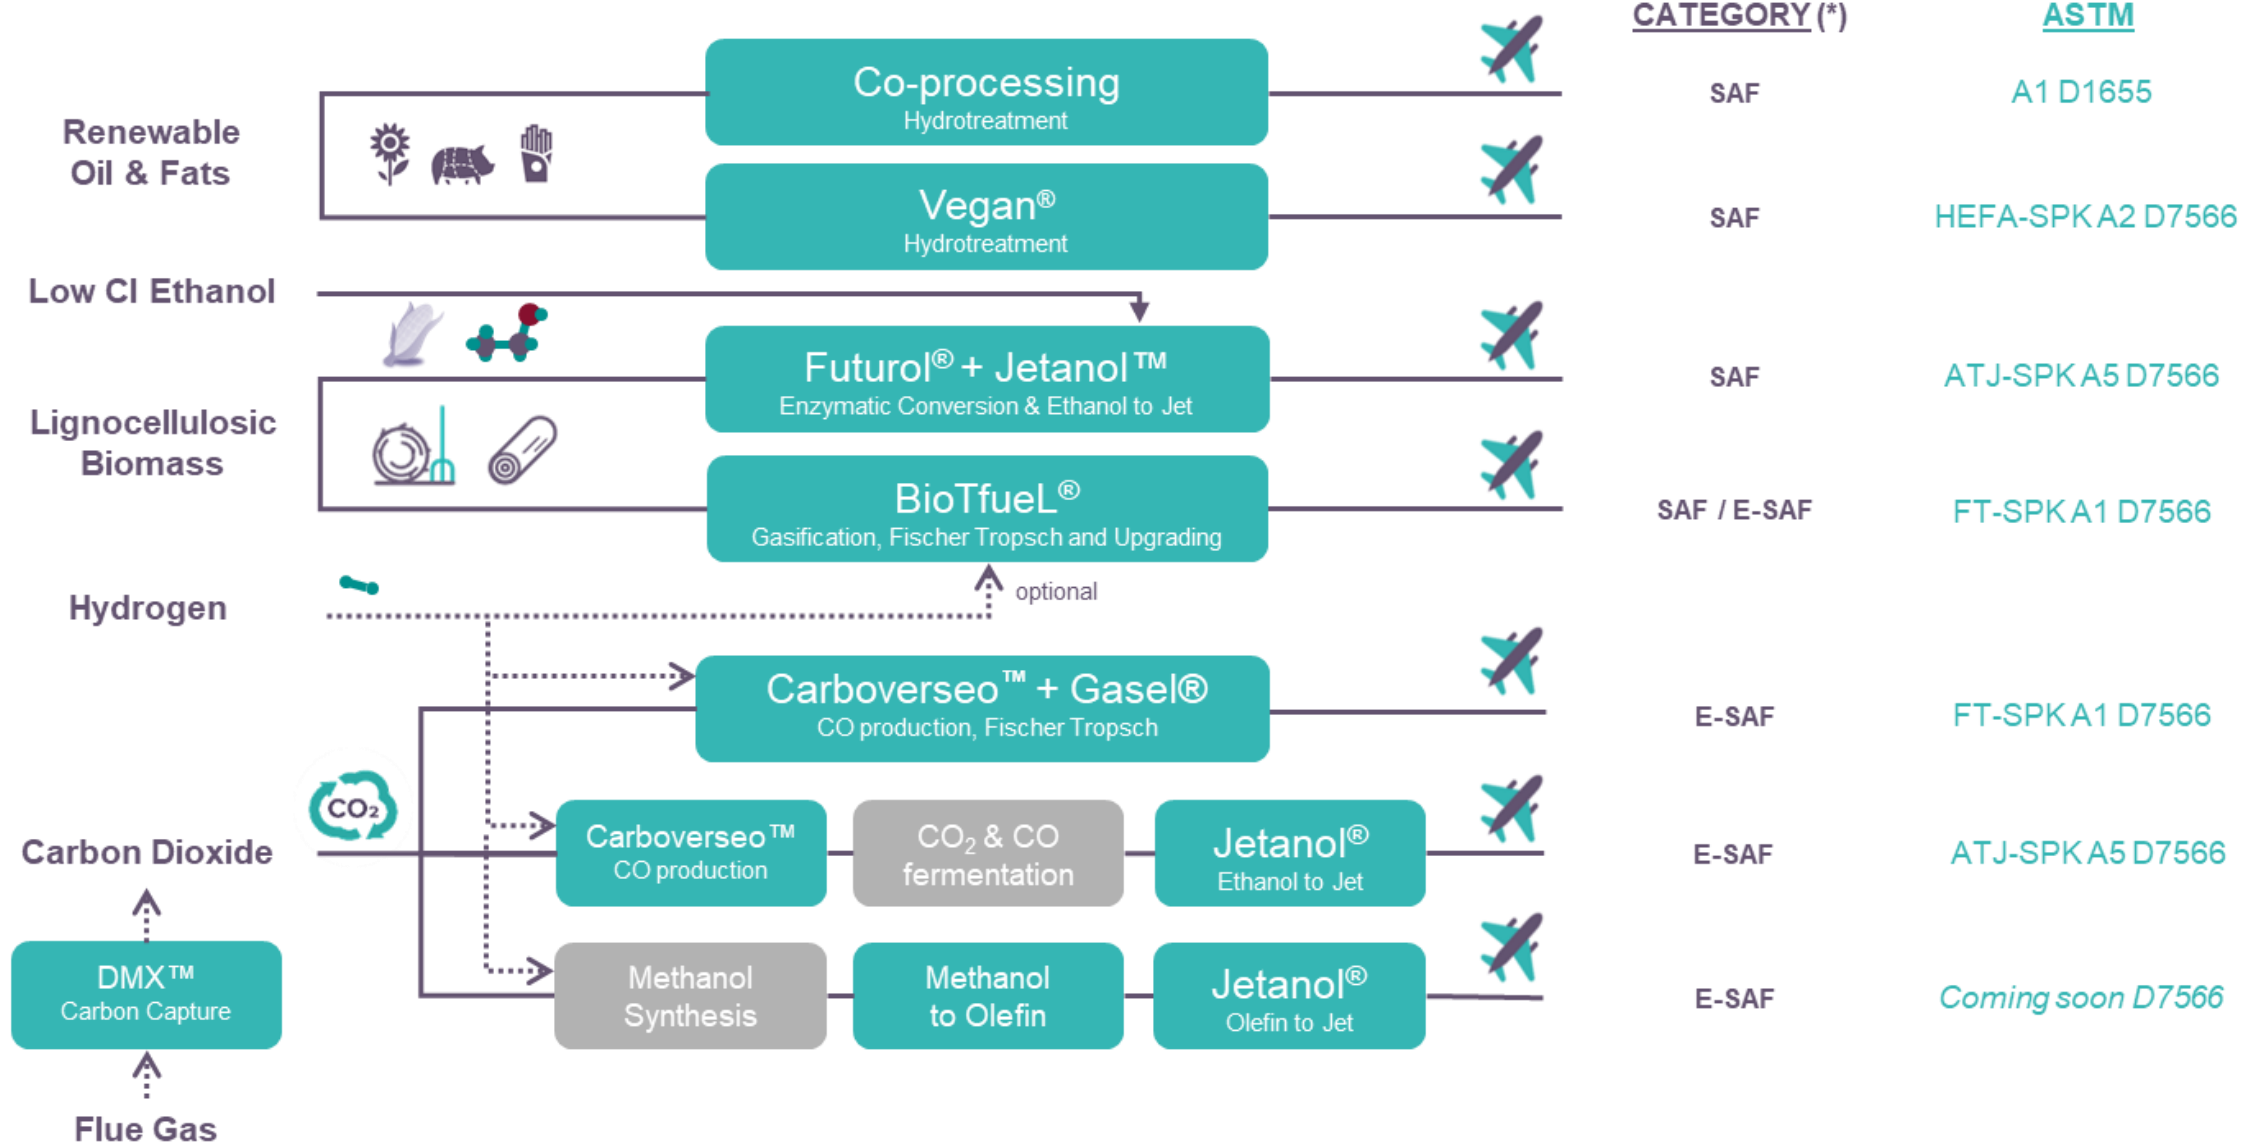 CATEGORY (*)
ASTM
Co-processing
Hydrotreatment
SAF
A1 D1655
Renewable
Oil & Fats
Vegan®
Hydrotreatment
SAF
HEFA-SPK A2 D7566
Low CI Ethanol
Futurol® + Jetanol™
Enzymatic Conversion & Ethanol to Jet
SAF
ATJ-SPK A5 D7566
Lignocellulosic
Biomass
BioTfueL®
Gasification, Fischer Tropsch and Upgrading
SAF / E-SAF
FT-SPK A1 D7566
Hydrogen
optional
Carboverseo™ + Gasel®
CO production, Fischer Tropsch
E-SAF
FT-SPK A1 D7566
CO₂
Carbon Dioxide
Carboverseo™
CO production
CO₂ & CO
fermentation
Jetanol®
Ethanol to Jet
E-SAF
ATJ-SPK A5 D7566
DMX™
Carbon Capture
Methanol
Synthesis
Methanol
to Olefin
Jetanol®
Olefin to Jet
E-SAF
Coming soon D7566
Flue Gas